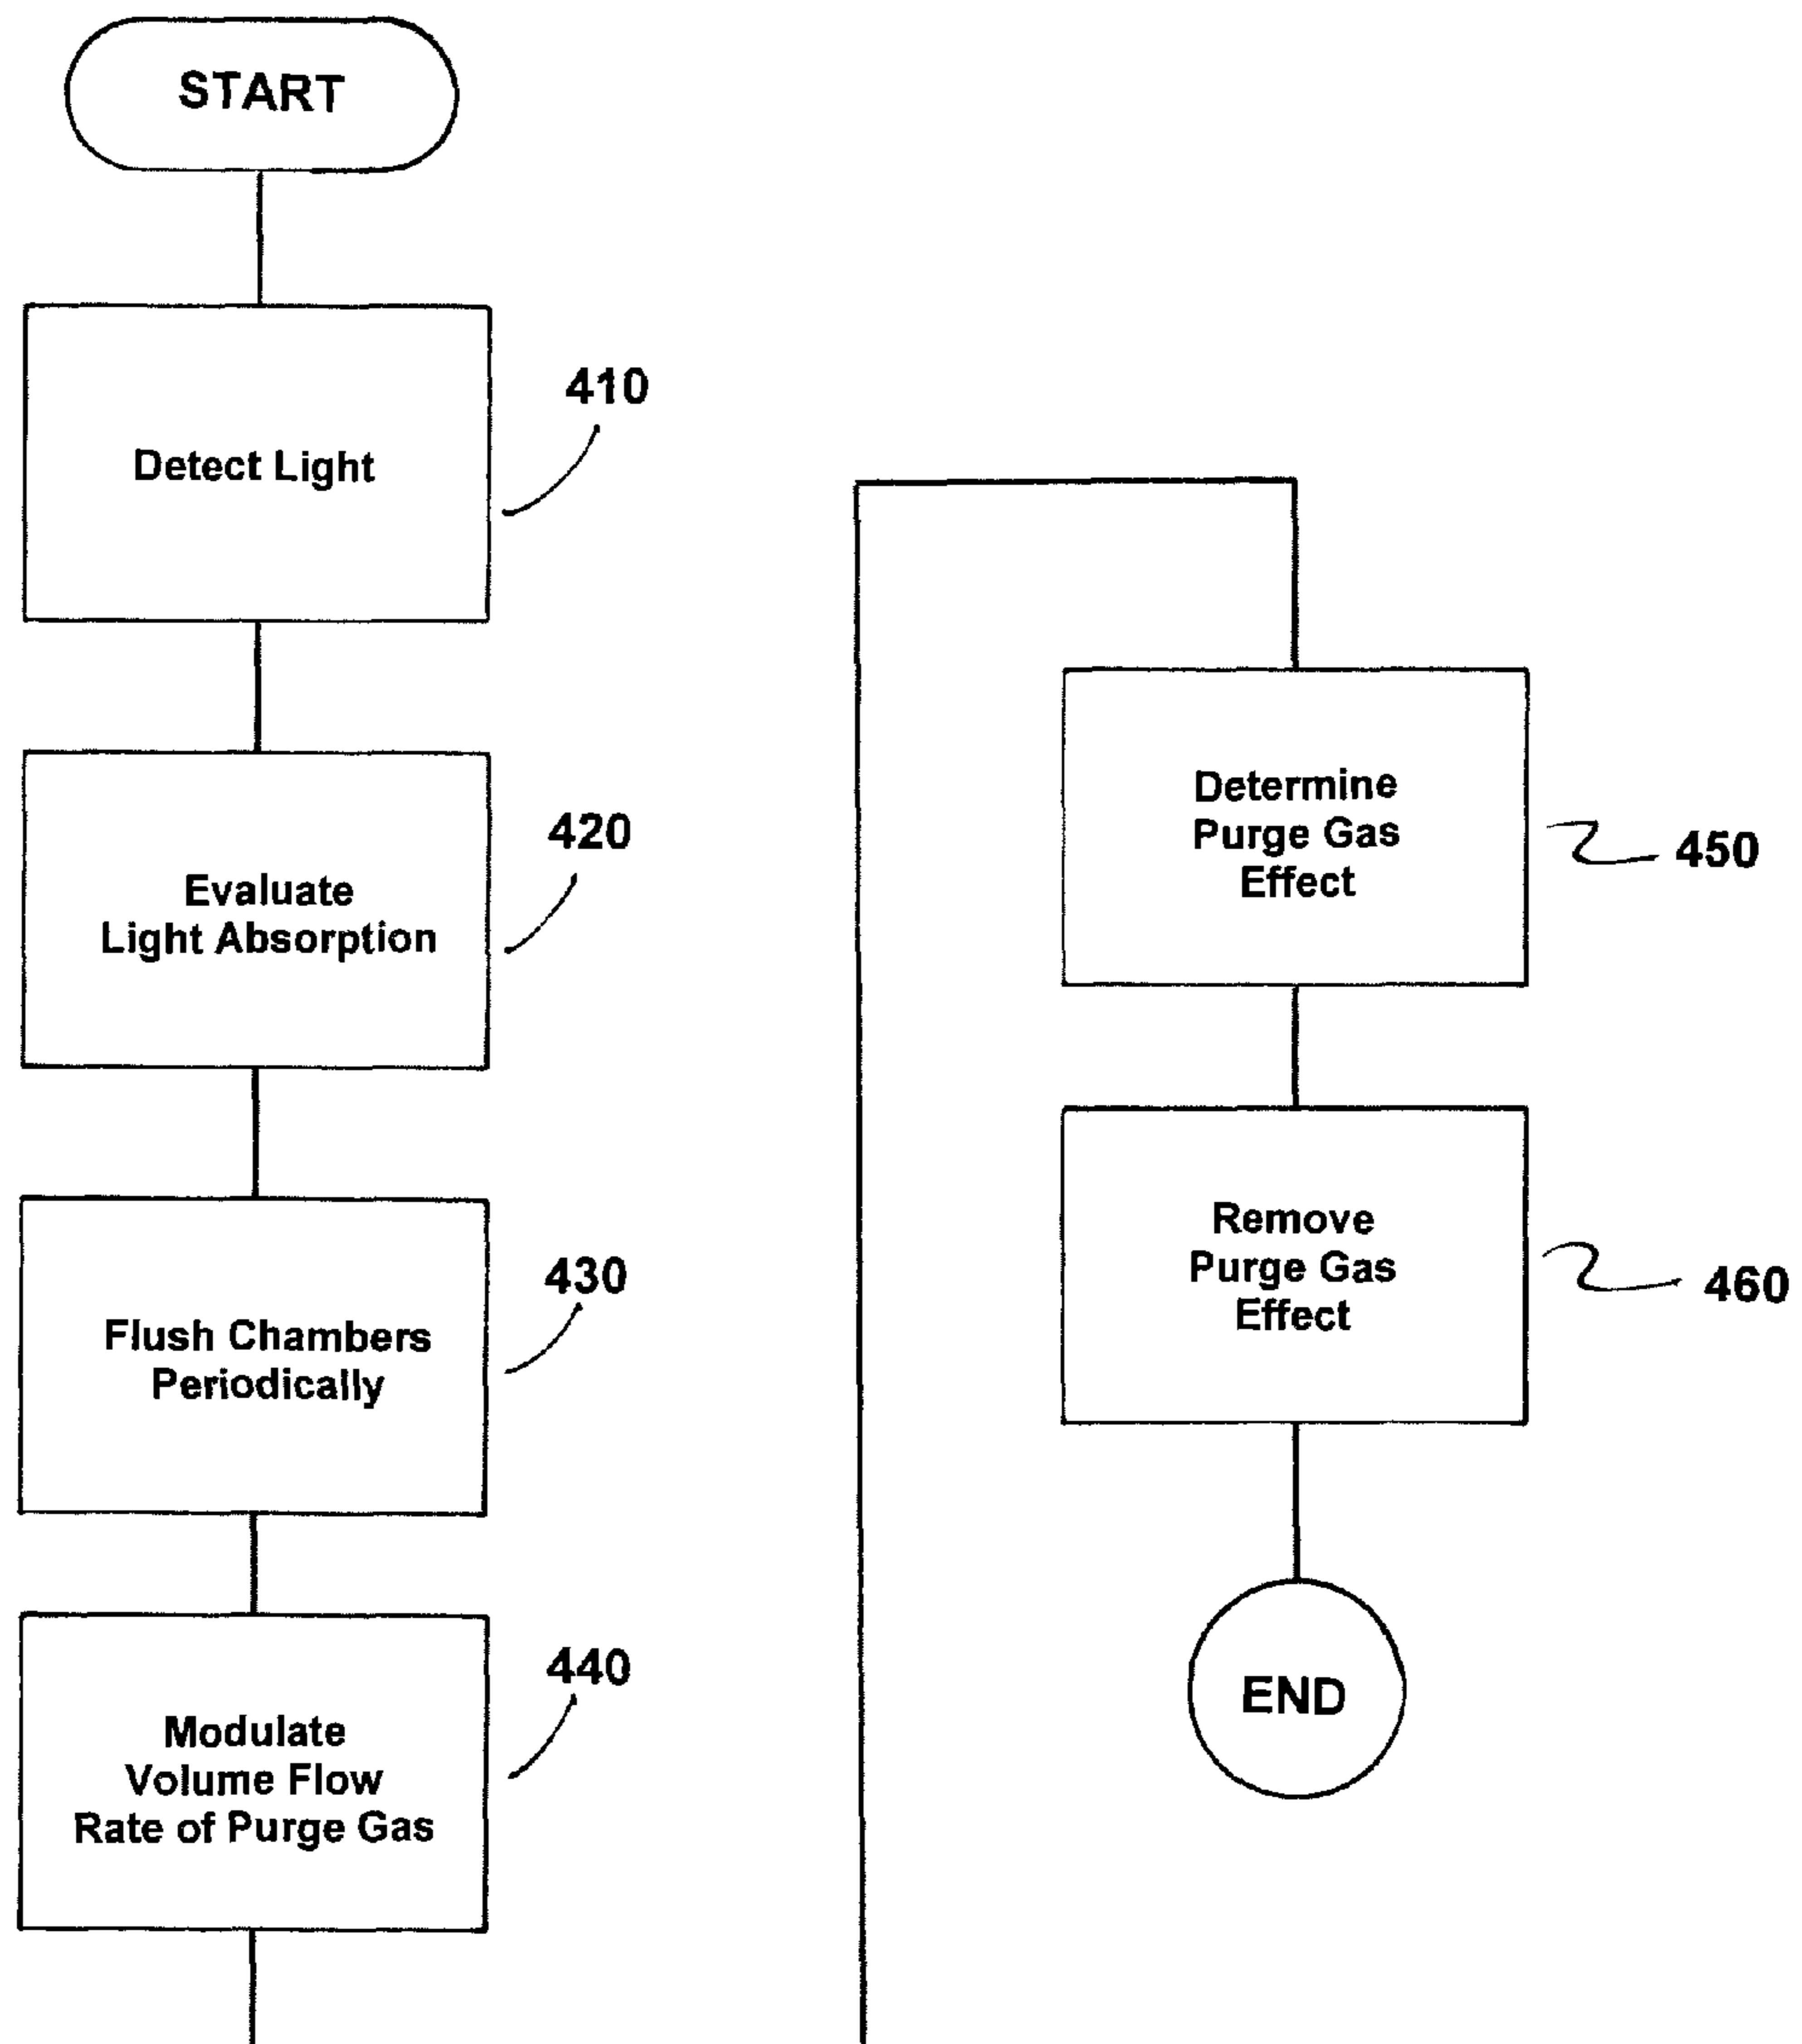 START
410
Detect Light
420
Evaluate
Light Absorption
430
Flush Chambers
Periodically
440
Modulate
Volume Flow
Rate of Purge Gas
Determine
Purge Gas
Effect
450
Remove
Purge Gas
Effect
460
END